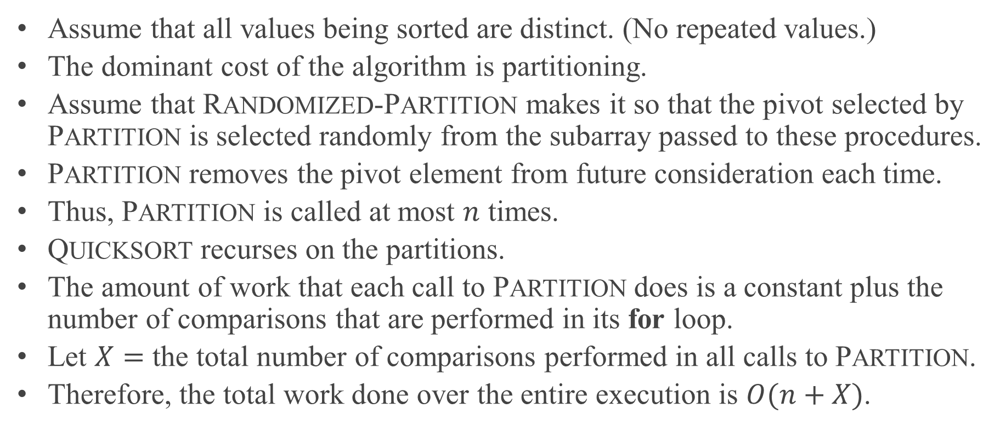 • Assume that all values being sorted are distinct. (No repeated values.)
• The dominant cost of the algorithm is partitioning.
• Assume that RANDOMIZED-PARTITION makes it so that the pivot selected by
PARTITION is selected randomly from the subarray passed to these procedures.
• PARTITION removes the pivot element from future consideration each time.
• Thus, PARTITION is called at most n times.
• QUICKSORT recurses on the partitions.
• The amount of work that each call to PARTITION does is a constant plus the
number of comparisons that are performed in its for loop.
• Let X = the total number of comparisons performed in all calls to PARTITION.
• Therefore, the total work done over the entire execution is O(n + X).